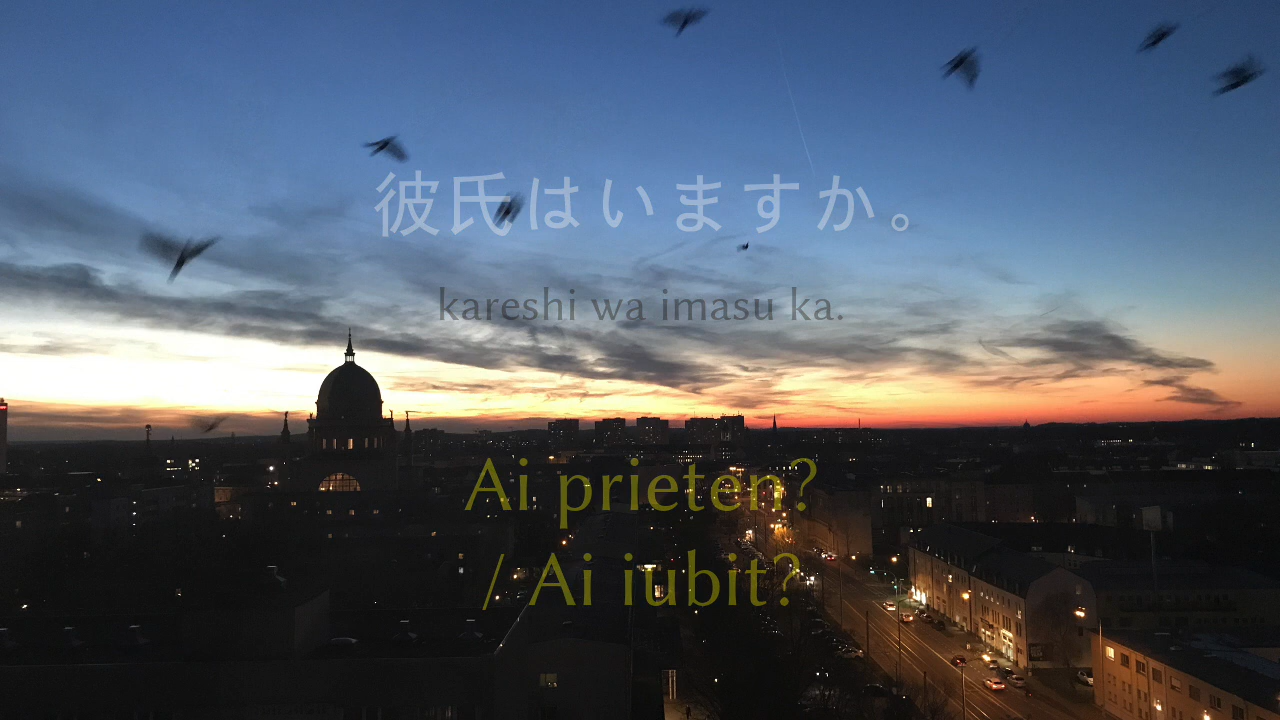 彼氏はいますか。
kareshi wa imasu ka.
Ai prieten?
/ Ai iubit?